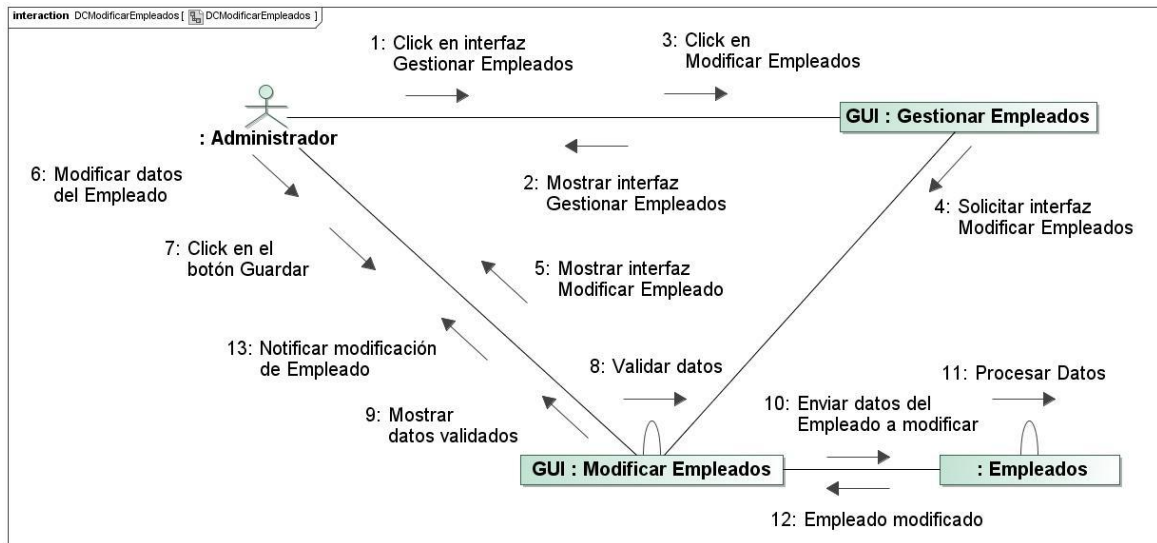 interaction DCModificarEmpleados [ DCModificarEmpleados ]
1: Click en interfaz
Gestionar Empleados
3: Click en
Modificar Empleados
: Administrador
GUI : Gestionar Empleados
6: Modificar datos
del Empleado
2: Mostrar interfaz
Gestionar Empleados
4: Solicitar interfaz
Modificar Empleados
7: Click en el
botón Guardar
5: Mostrar interfaz
Modificar Empleado
13: Notificar modificación
de Empleado
8: Validar datos
11: Procesar Datos
9: Mostrar
datos validados
10: Enviar datos del
Empleado a modificar
GUI : Modificar Empleados
: Empleados
12: Empleado modificado